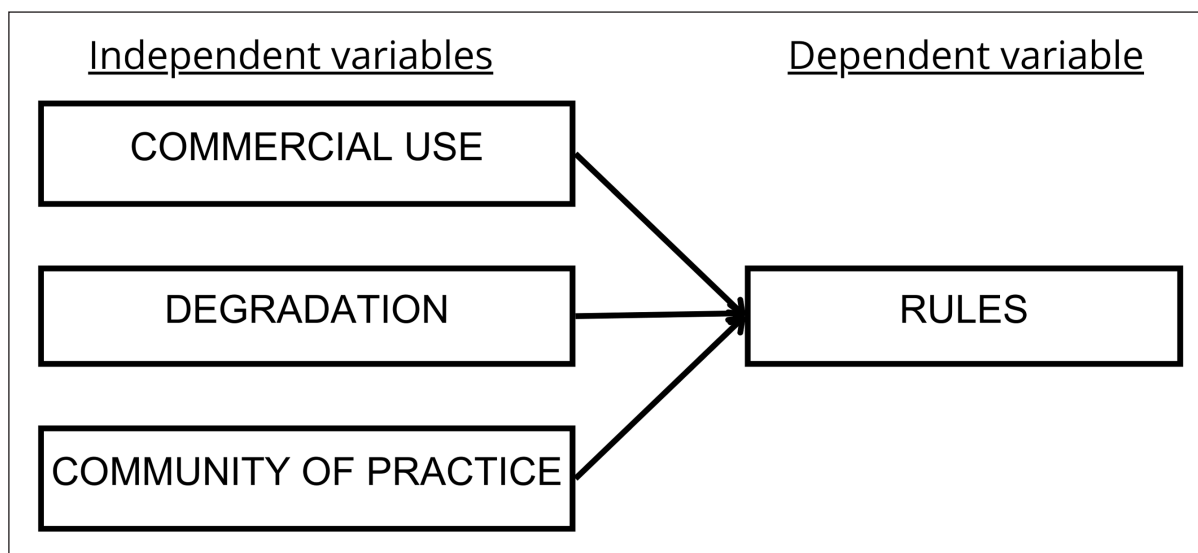 Independent variables
Dependent variable
COMMERCIAL USE
DEGRADATION
RULES
COMMUNITY OF PRACTICE